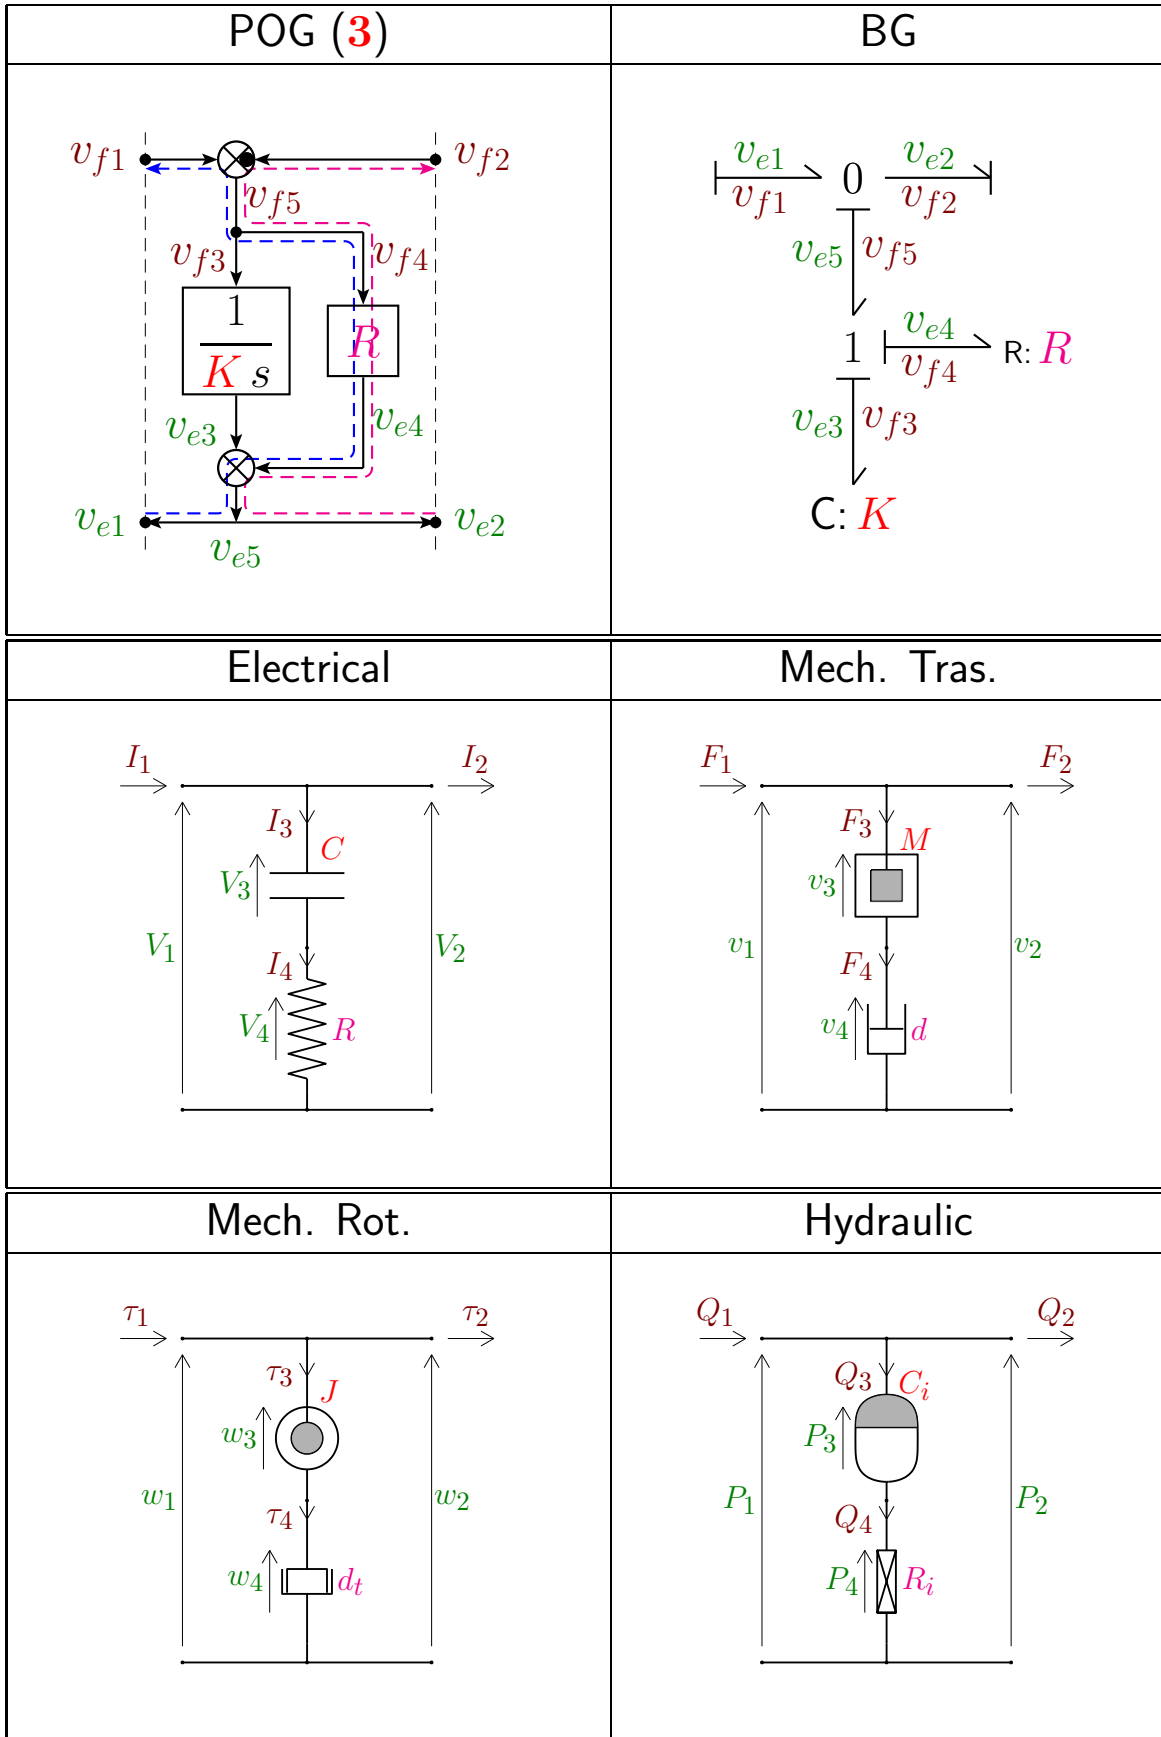 POG (3) BG
v_{f1} v_{f2} v_{e1} v_{e2}
0
v_{f5} v_{f1} v_{f2}
v_{f3} v_{f4} v_{e5} v_{f5}
1 v_{e4}
K s R 1 R: R
v_{f4}
v_{e3} v_{e4} v_{e3} v_{f3}
v_{e1} v_{e2} C: K
v_{e5}
Electrical Mech. Tras.
I_1 I_2 F_1 F_2
I_3 C F_3 M
V_3 v_3
V_1 V_2 v_1 v_2
I_4 F_4
V_4 R v_4 d
Mech. Rot. Hydraulic
τ_1 τ_2 Q_1 Q_2
τ_3 J Q_3 C_i
w_3 P_3
w_1 w_2 P_1 P_2
τ_4 Q_4
w_4 d_t P_4 R_i